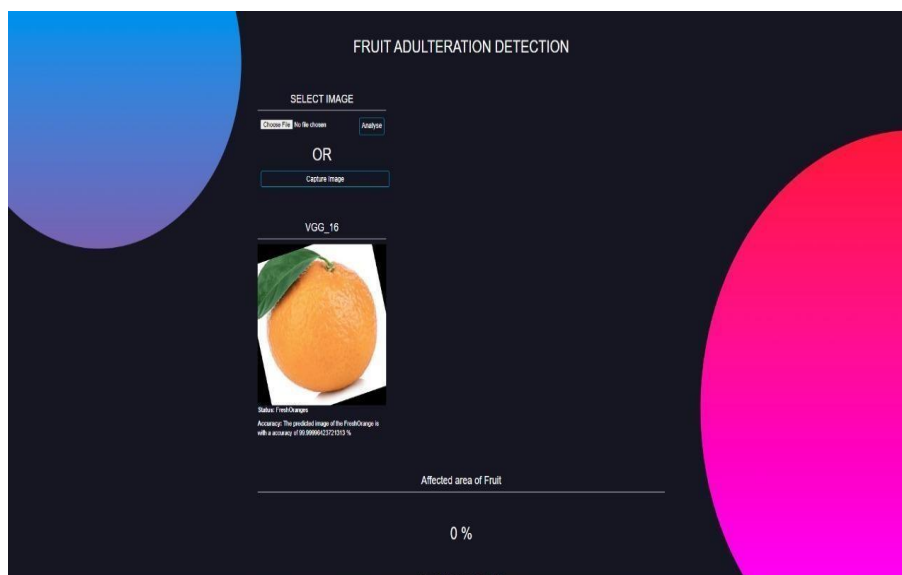 FRUIT ADULTERATION DETECTION
SELECT IMAGE
Choose File No file chosen Analyse
OR
Capture Image
VGG_16
Status: FreshOranges
Accuracy: The predicted image of the FreshOrange is
with a accuracy of 99.99996423721313 %
Affected area of Fruit
0 %